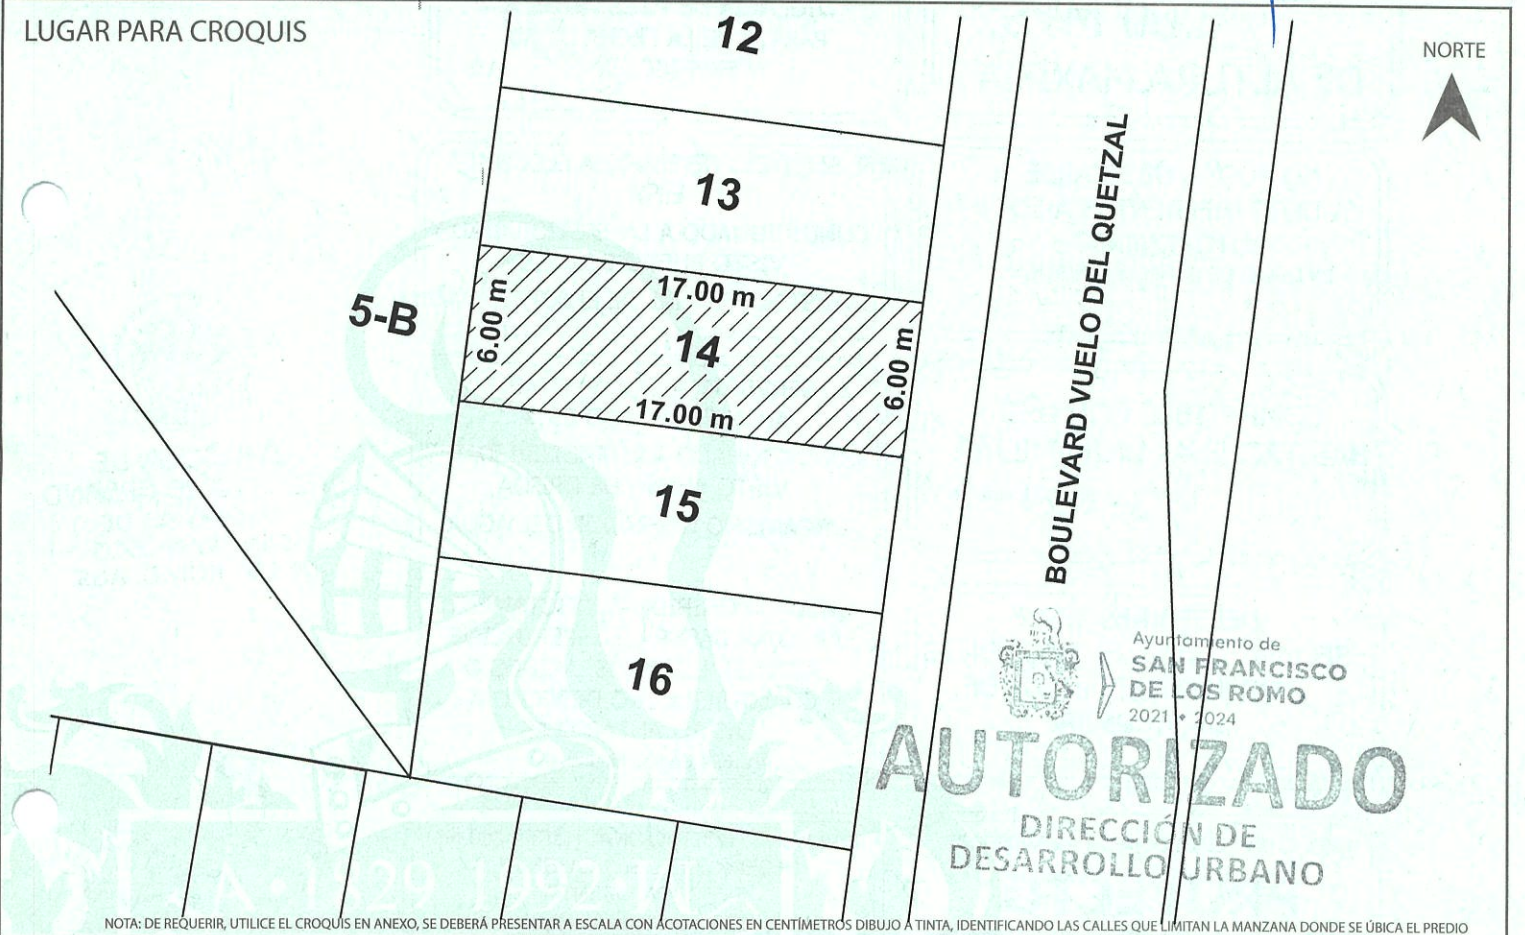 LUGAR PARA CROQUIS
NORTE
12
13
17.00 m
5-B
6.00 m
14
6.00 m
17.00 m
15
16
BOULEVARD VUELO DEL QUETZAL
Ayuntamiento de
SAN FRANCISCO
DE LOS ROMO
2021 • 2024
AUTORIZADO
DIRECCIÓN DE
DESARROLLO URBANO
NOTA: DE REQUERIR, UTILICE EL CROQUIS EN ANEXO, SE DEBERÁ PRESENTAR A ESCALA CON ACOTACIONES EN CENTÍMETROS DIBUJO A TINTA, IDENTIFICANDO LAS CALLES QUE LIMITAN LA MANZANA DONDE SE ÚBICA EL PREDIO